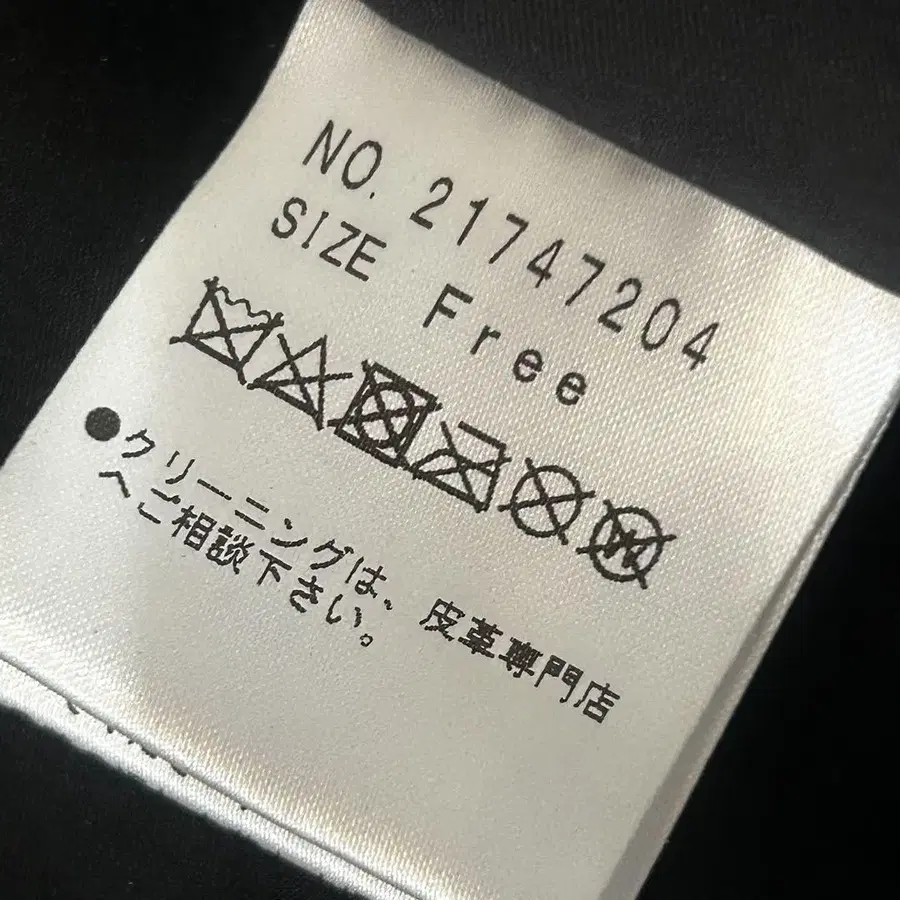 NO. 21747204
SIZE Free
●クリーニングは、皮革専門店
へご相談下さい。